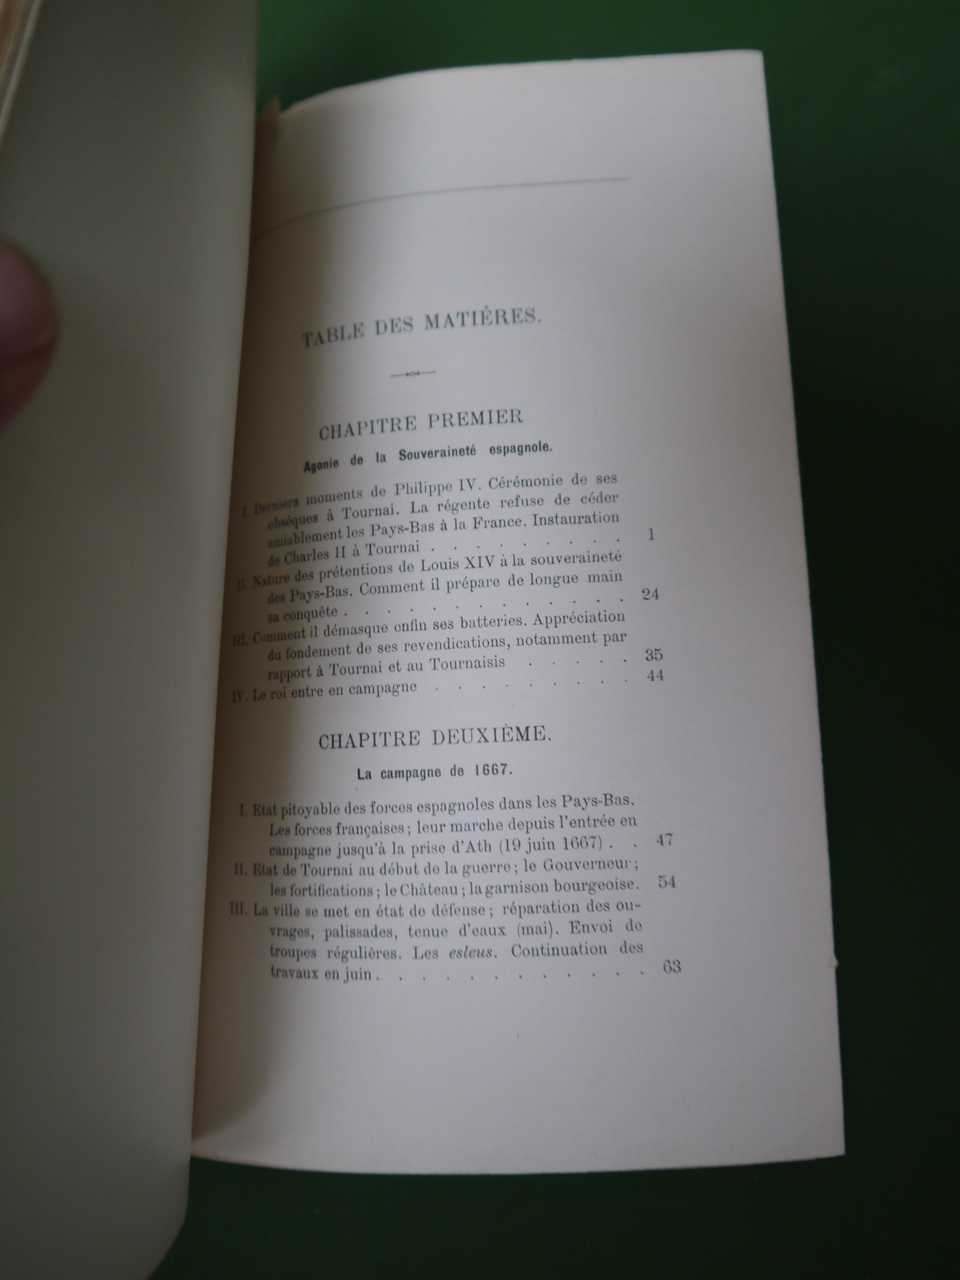 TABLE DES MATIÈRES.
CHAPITRE PREMIER
Agonie de la Souveraineté espagnole.
I. Derniers moments de Philippe IV. Cérémonie de ses
obsèques à Tournai. La régente refuse de céder
amiablement les Pays-Bas à la France. Instauration
de Charles II à Tournai . . . . . . . . . 1
II. Nature des prétentions de Louis XIV à la souveraineté
des Pays-Bas. Comment il prépare de longue main
sa conquête . . . . . . . . . . . . . 24
III. Comment il démasque enfin ses batteries. Appréciation
du fondement de ses revendications, notamment par
rapport à Tournai et au Tournaisis . . . . . 35
IV. Le roi entre en campagne . . . . . . . . . 44
CHAPITRE DEUXIÈME.
La campagne de 1667.
I. Etat pitoyable des forces espagnoles dans les Pays-Bas.
Les forces françaises ; leur marche depuis l'entrée en
campagne jusqu'à la prise d'Ath (19 juin 1667) . . 47
II. Etat de Tournai au début de la guerre ; le Gouverneur ;
les fortifications ; le Château ; la garnison bourgeoise. 54
III. La ville se met en état de défense ; réparation des ou-
vrages, palissades, tenue d'eaux (mai). Envoi de
troupes régulières. Les esleus. Continuation des
travaux en juin . . . . . . . . . . . . 63